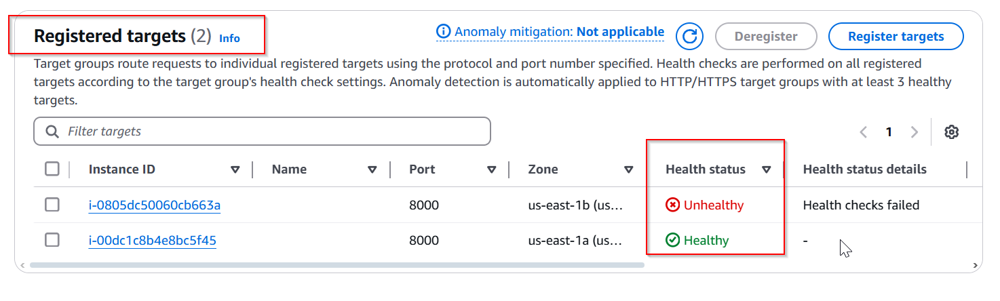 Registered targets (2) Info
Anomaly mitigation: Not applicable
Deregister
Register targets
Target groups route requests to individual registered targets using the protocol and port number specified. Health checks are performed on all registered
targets according to the target group's health check settings. Anomaly detection is automatically applied to HTTP/HTTPS target groups with at least 3 healthy
targets.
Filter targets
1
Instance ID Name Port Zone Health status Health status details
i-0805dc50060cb663a 8000 us-east-1b (us... Unhealthy Health checks failed
i-00dc1c8b4e8bc5f45 8000 us-east-1a (us... Healthy -